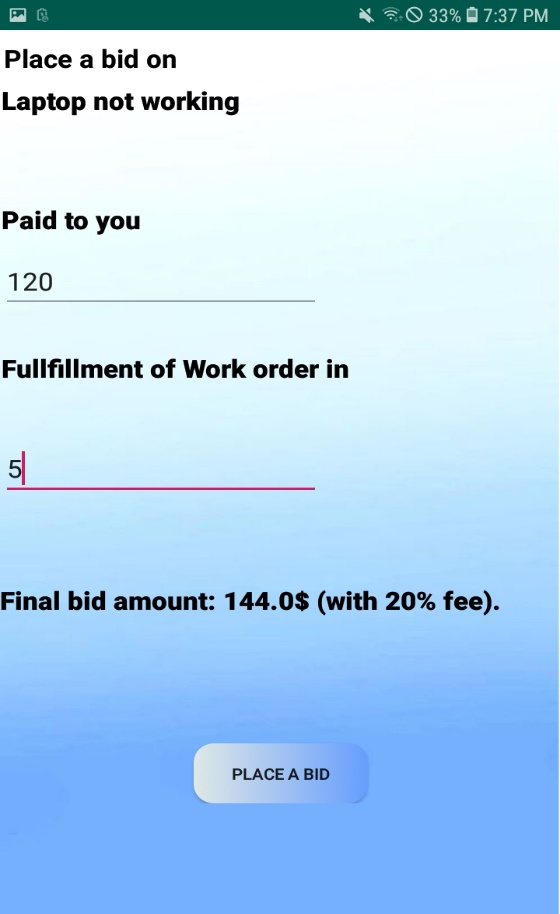 33% 7:37 PM
Place a bid on
Laptop not working
Paid to you
120
Fullfillment of Work order in
5
Final bid amount: 144.0$ (with 20% fee).
PLACE A BID